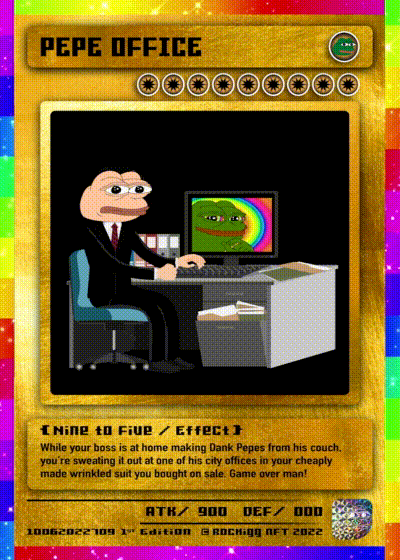 PEPE OFFICE
[Nine to Five / Effect]
While your boss is at home making Dank Pepes from his couch,
you're sweating it out at one of his city offices in your cheaply
made wrinkled suit you bought on sale. Game over man!
ATK/ 900 DEF/ 000
10062022709 1st Edition @ROCKigg NFT 2022